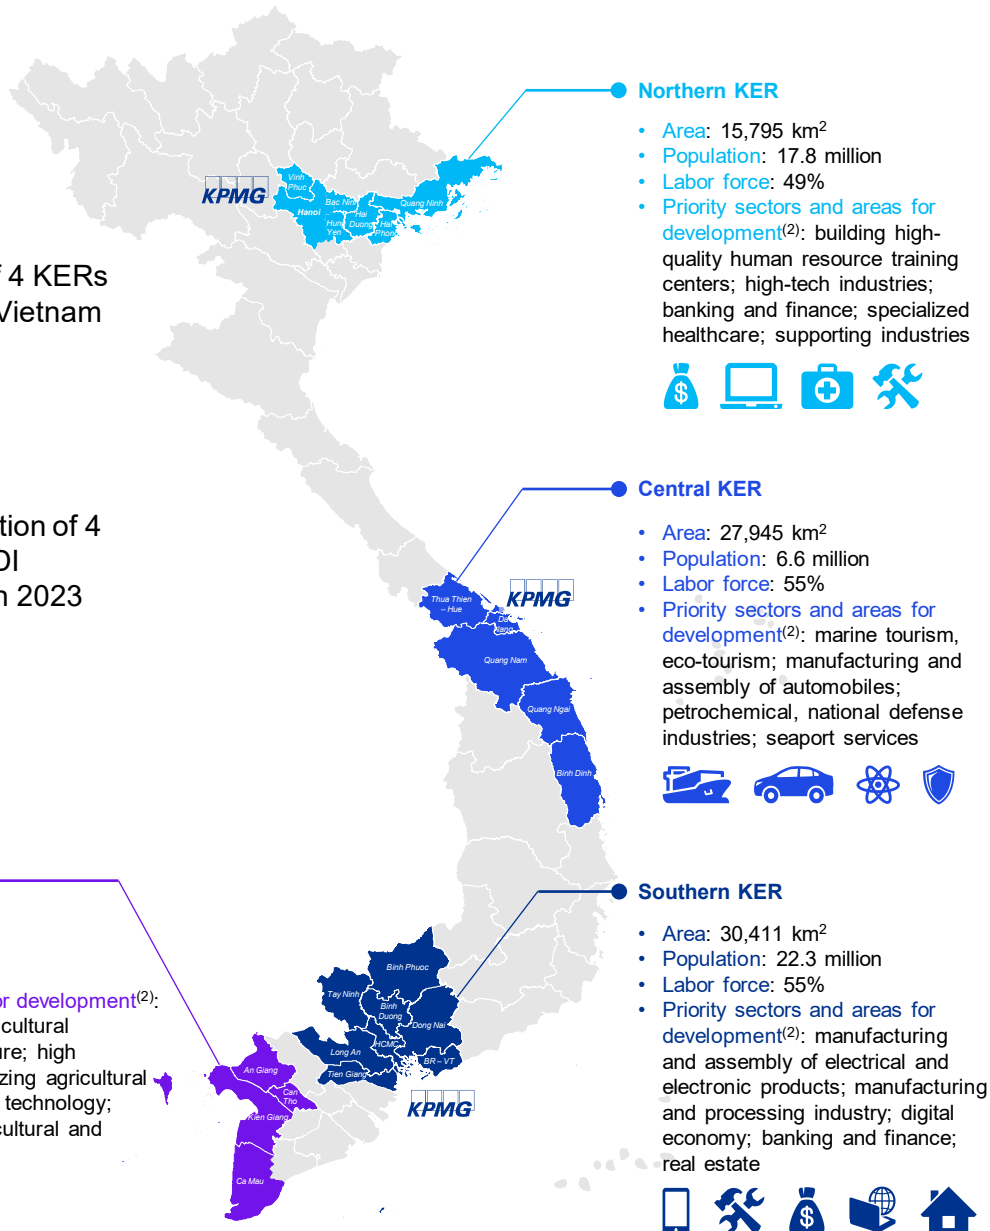 Northern KER
• Area: 15,795 km2
• Population: 17.8 million
• Labor force: 49%
• Priority sectors and areas for
development(2): building high-
quality human resource training
centers; high-tech industries;
banking and finance; specialized
healthcare; supporting industries
KPMG
Vinh
Phuc
Bac Ninh
Hanoi
Hung
Yen
Hai
Duong
Hai
Phong
Quang Ninh
4 KERs
Vietnam
tion of 4
DI
n 2023
Central KER
• Area: 27,945 km2
• Population: 6.6 million
• Labor force: 55%
• Priority sectors and areas for
development(2): marine tourism,
eco-tourism; manufacturing and
assembly of automobiles;
petrochemical, national defense
industries; seaport services
KPMG
Thua Thien
– Hue
Da
Nang
Quang Nam
Quang Ngai
Binh Dinh
Southern KER
• Area: 30,411 km2
• Population: 22.3 million
• Labor force: 55%
• Priority sectors and areas for
development(2): manufacturing
and assembly of electrical and
electronic products; manufacturing
and processing industry; digital
economy; banking and finance;
real estate
Binh Phuoc
Tay Ninh
Binh
Duong
Dong Nai
HCMC
Long An
BR – VT
Tien Giang
KPMG
or development(2):
cultural
ure; high
zing agricultural
technology;
cultural and
An Giang
Can
Tho
Kien Giang
Ca Mau